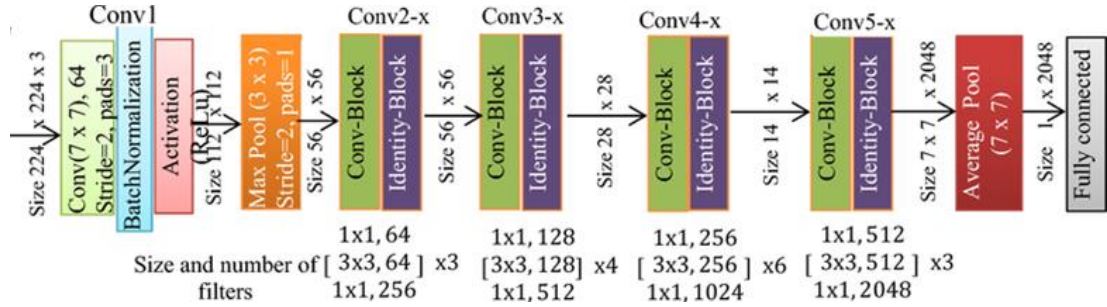 Conv1
Conv2-x
Conv3-x
Conv4-x
Conv5-x
Size 224 x 224 x 3
Conv(7 x 7), 64
Stride=2, pads=3
BatchNormalization
Activation
(ReLu)
Size 112 x 112
Max Pool (3 x 3)
Stride=2, pads=1
Size 56 x 56
Conv-Block
Identity-Block
Size 56 x 56
Conv-Block
Identity-Block
Size 28 x 28
Conv-Block
Identity-Block
Size 14 x 14
Conv-Block
Identity-Block
Size 7 x 7 x 2048
Average Pool
(7 x 7)
Size 1 x 2048
Fully connected
Size and number of
filters
1x1, 64
[ 3x3, 64 ] x3
1x1, 256
1x1, 128
[3x3, 128] x4
1x1, 512
1x1, 256
[3x3, 256] x6
1x1, 1024
1x1, 512
[ 3x3, 512 ] x3
1x1, 2048